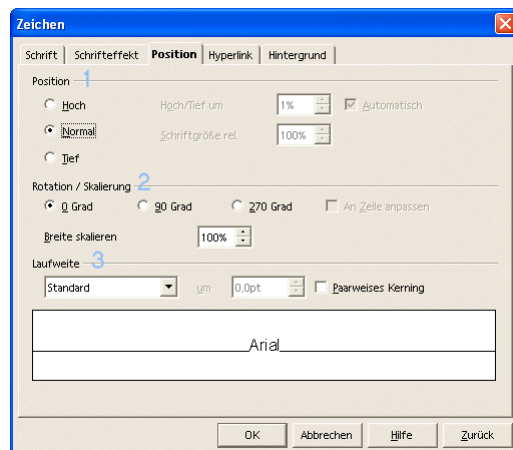 Zeichen
Schrift Schrifteffekt Position Hyperlink Hintergrund
Position 1
Hoch Hoch/Tief um 1% Automatisch
Normal Schriftgröße rel. 100%
Tief
Rotation / Skalierung 2
0 Grad 90 Grad 270 Grad An Zeile anpassen
Breite skalieren 100%
Laufweite 3
Standard um 0,0pt Paarweises Kerning
Arial
OK Abbrechen Hilfe Zurück